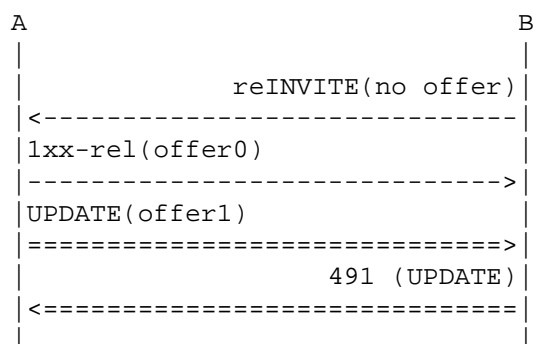 A B
reINVITE(no offer)
1xx-rel(offer0)
UPDATE(offer1)
491 (UPDATE)